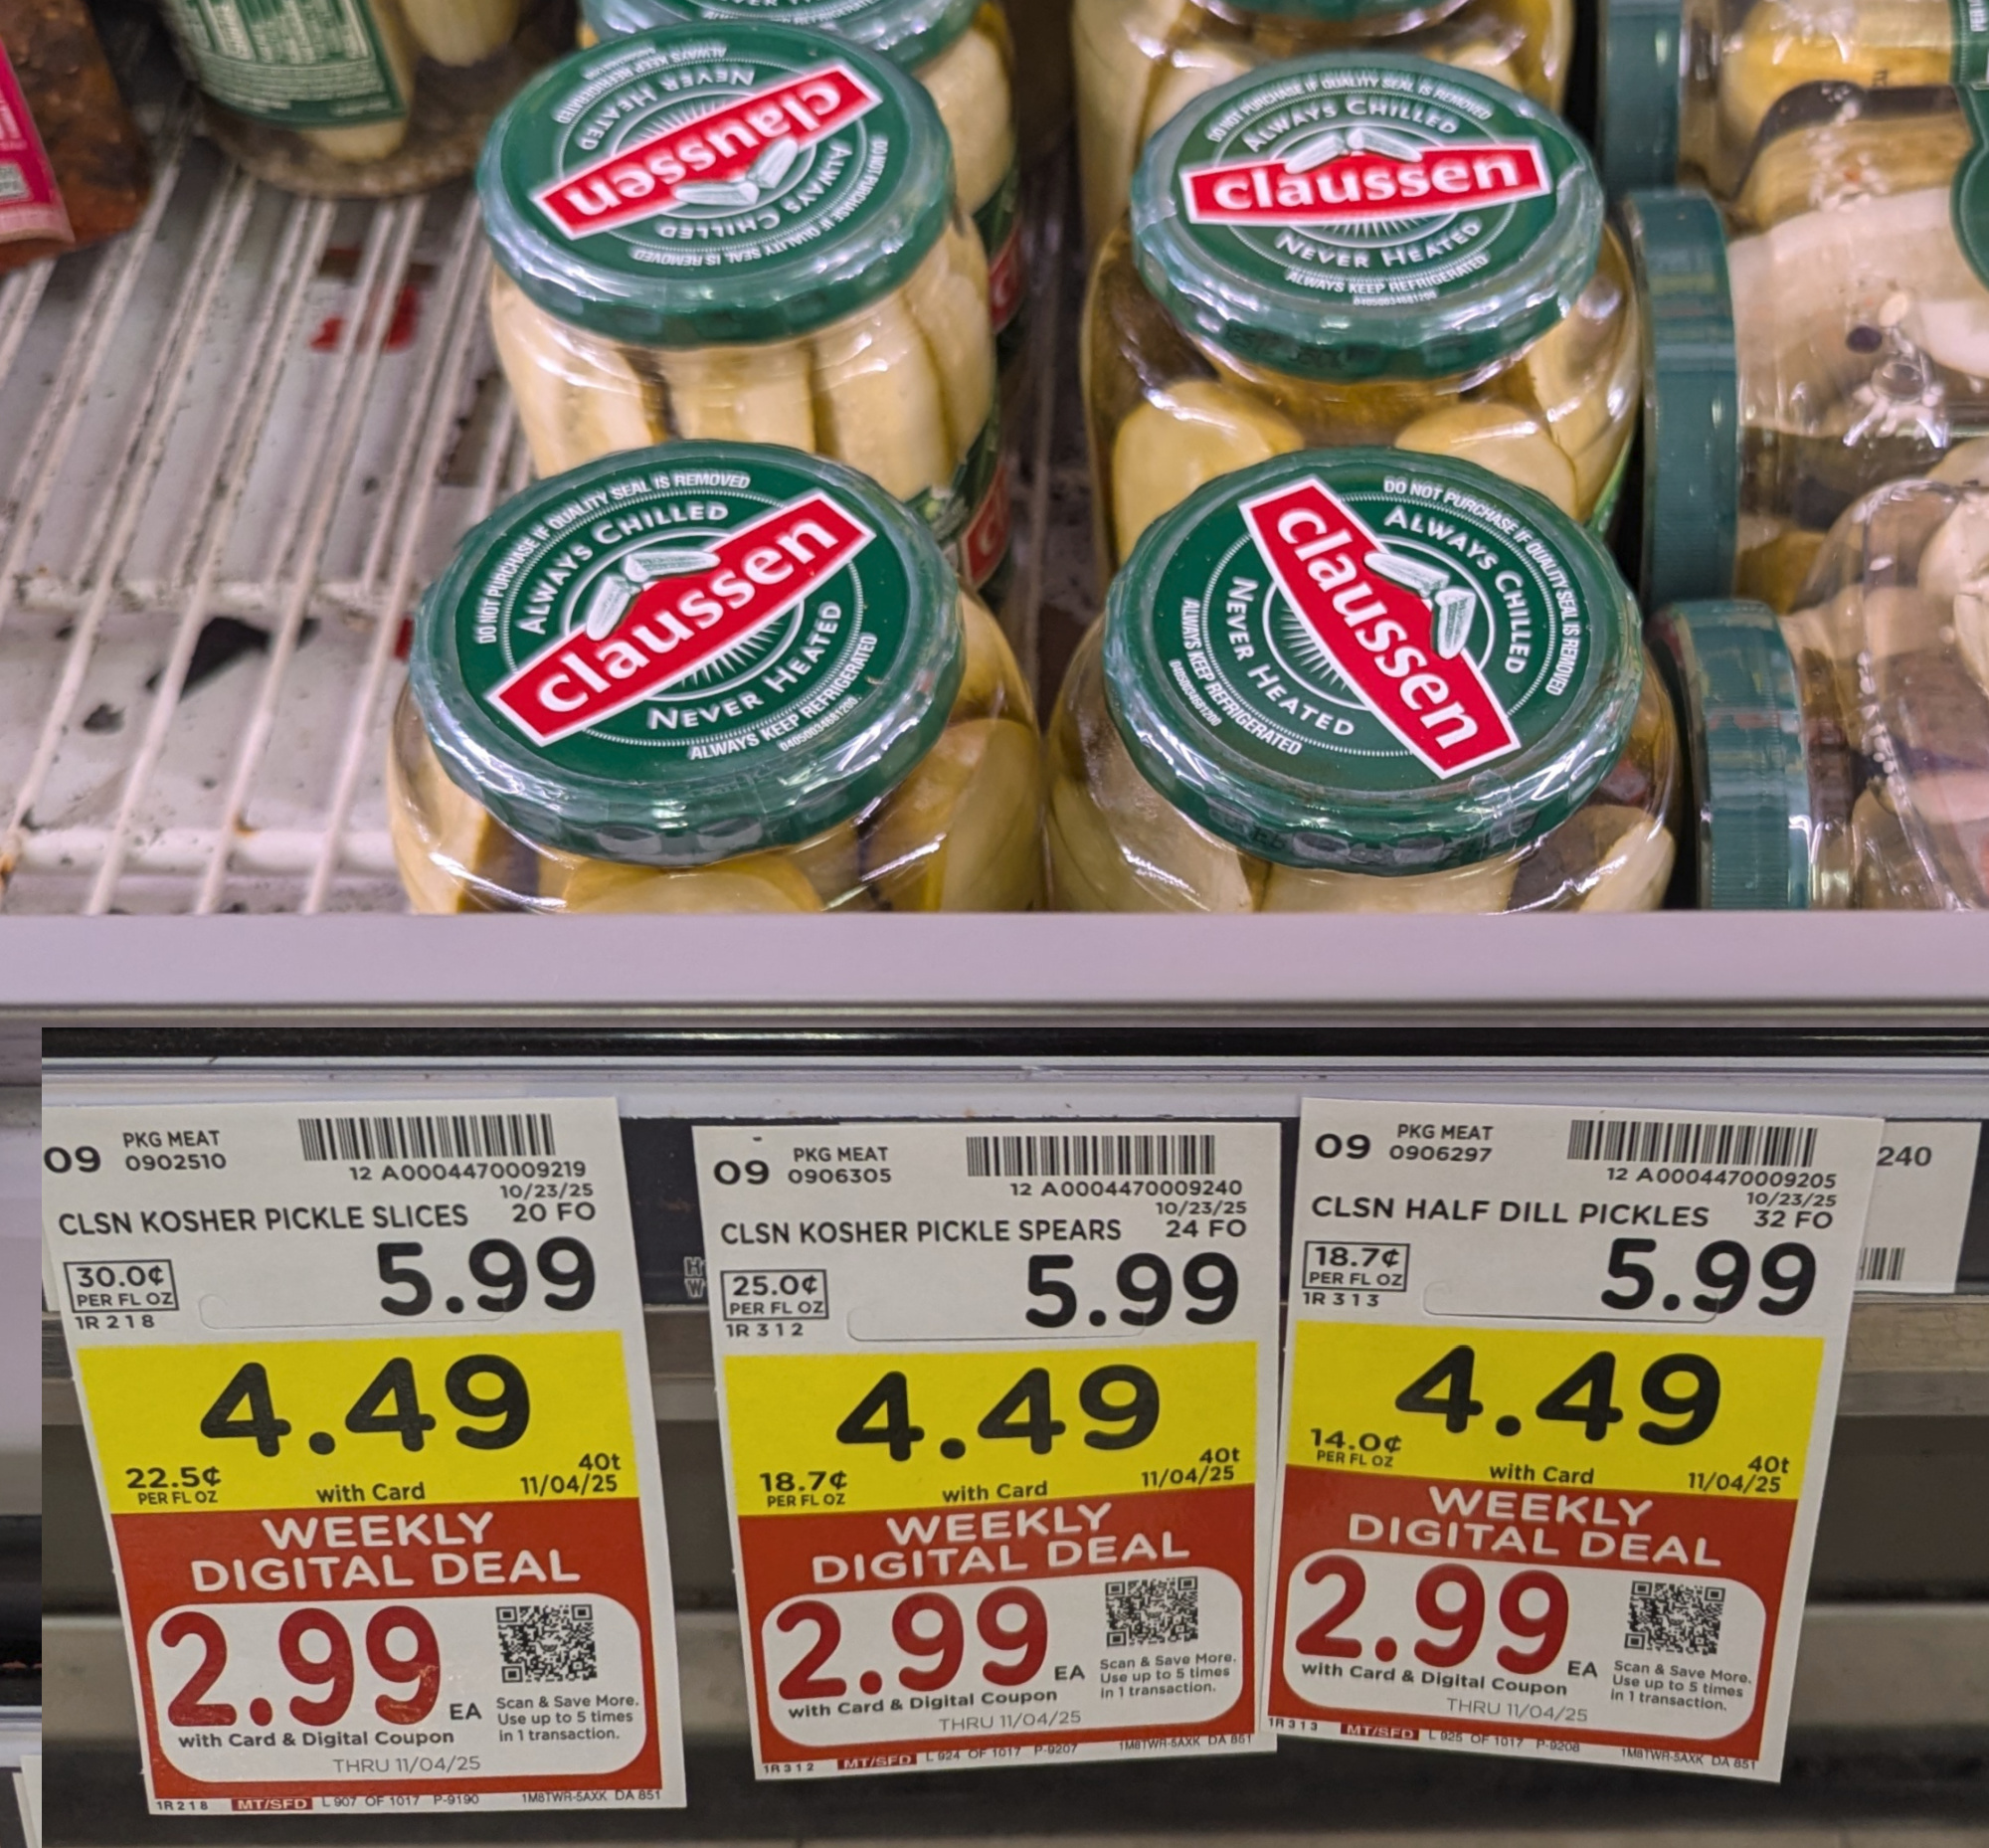 NEVER HEATED
claussen
ALWAYS CHILLED
DO NOT PURCHASE IF QUALITY SEAL IS REMOVED
DO NOT PURCHASE IF QUALITY SEAL IS REMOVED
ALWAYS CHILLED
claussen
NEVER HEATED
ALWAYS KEEP REFRIGERATED
DO NOT PURCHASE IF QUALITY SEAL IS REMOVED
ALWAYS CHILLED
claussen
NEVER HEATED
ALWAYS KEEP REFRIGERATED
DO NOT PURCHASE IF QUALITY SEAL IS REMOVED
ALWAYS CHILLED
claussen
NEVER HEATED
ALWAYS KEEP REFRIGERATED
09 PKG MEAT
0902510
12 A0004470009219
10/23/25
CLSN KOSHER PICKLE SLICES 20 FO
30.0¢
PER FL OZ
1R 218
5.99
4.49
22.5¢
PER FL OZ
with Card
40t
11/04/25
WEEKLY
DIGITAL DEAL
2.99
EA
with Card & Digital Coupon
Scan & Save More.
Use up to 5 times
in 1 transaction.
THRU 11/04/25
1R 218 MT/SFD L 907 OF 1017 P-9190 1M8TWR-5AXK DA 851
09 PKG MEAT
0906305
12 A0004470009240
10/23/25
CLSN KOSHER PICKLE SPEARS 24 FO
25.0¢
PER FL OZ
1R 312
5.99
4.49
18.7¢
PER FL OZ
with Card
40t
11/04/25
WEEKLY
DIGITAL DEAL
2.99
EA
with Card & Digital Coupon
Scan & Save More.
Use up to 5 times
in 1 transaction.
THRU 11/04/25
1R 312 MT/SFD L 924 OF 1017 P-9207 1M8TWR-5AXK DA 851
09 PKG MEAT
0906297
12 A0004470009205
10/23/25
CLSN HALF DILL PICKLES 32 FO
18.7¢
PER FL OZ
1R 313
5.99
4.49
14.0¢
PER FL OZ
with Card
40t
11/04/25
WEEKLY
DIGITAL DEAL
2.99
EA
with Card & Digital Coupon
Scan & Save More.
Use up to 5 times
in 1 transaction.
THRU 11/04/25
1R 313 MT/SFD L 925 OF 1017 P-9208 1M8TWR-5AXK DA 851
240